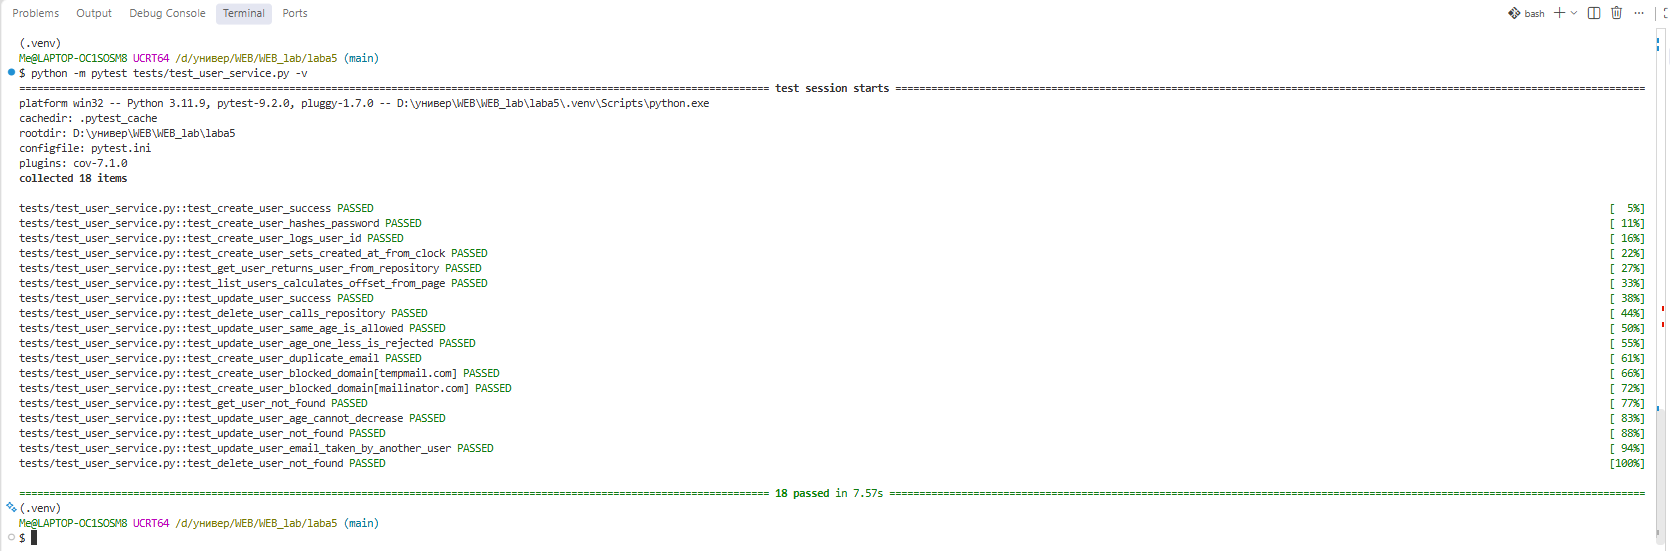 Problems Output Debug Console Terminal Ports bash
(.venv)
Me@LAPTOP-OC1SOSM8 UCRT64 /d/универ/WEB/WEB_lab/laba5 (main)
$ python -m pytest tests/test_user_service.py -v
============================= test session starts =============================
platform win32 -- Python 3.11.9, pytest-9.2.0, pluggy-1.7.0 -- D:\универ\WEB\WEB_lab\laba5\.venv\Scripts\python.exe
cachedir: .pytest_cache
rootdir: D:\универ\WEB\WEB_lab\laba5
configfile: pytest.ini
plugins: cov-7.1.0
collected 18 items
tests/test_user_service.py::test_create_user_success PASSED [  5%]
tests/test_user_service.py::test_create_user_hashes_password PASSED [ 11%]
tests/test_user_service.py::test_create_user_logs_user_id PASSED [ 16%]
tests/test_user_service.py::test_create_user_sets_created_at_from_clock PASSED [ 22%]
tests/test_user_service.py::test_get_user_returns_user_from_repository PASSED [ 27%]
tests/test_user_service.py::test_list_users_calculates_offset_from_page PASSED [ 33%]
tests/test_user_service.py::test_update_user_success PASSED [ 38%]
tests/test_user_service.py::test_delete_user_calls_repository PASSED [ 44%]
tests/test_user_service.py::test_update_user_same_age_is_allowed PASSED [ 50%]
tests/test_user_service.py::test_update_user_age_one_less_is_rejected PASSED [ 55%]
tests/test_user_service.py::test_create_user_duplicate_email PASSED [ 61%]
tests/test_user_service.py::test_create_user_blocked_domain[tempmail.com] PASSED [ 66%]
tests/test_user_service.py::test_create_user_blocked_domain[mailinator.com] PASSED [ 72%]
tests/test_user_service.py::test_get_user_not_found PASSED [ 77%]
tests/test_user_service.py::test_update_user_age_cannot_decrease PASSED [ 83%]
tests/test_user_service.py::test_update_user_not_found PASSED [ 88%]
tests/test_user_service.py::test_update_user_email_taken_by_another_user PASSED [ 94%]
tests/test_user_service.py::test_delete_user_not_found PASSED [100%]
============================= 18 passed in 7.57s =============================
(.venv)
Me@LAPTOP-OC1SOSM8 UCRT64 /d/универ/WEB/WEB_lab/laba5 (main)
$